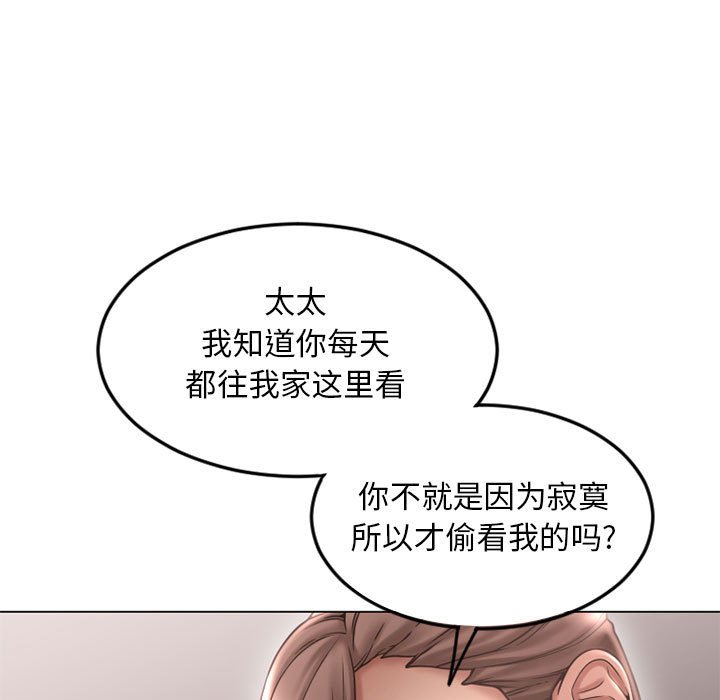 太太
我知道你每天
都往我家这里看
你不就是因为寂寞
所以才偷看我的吗?